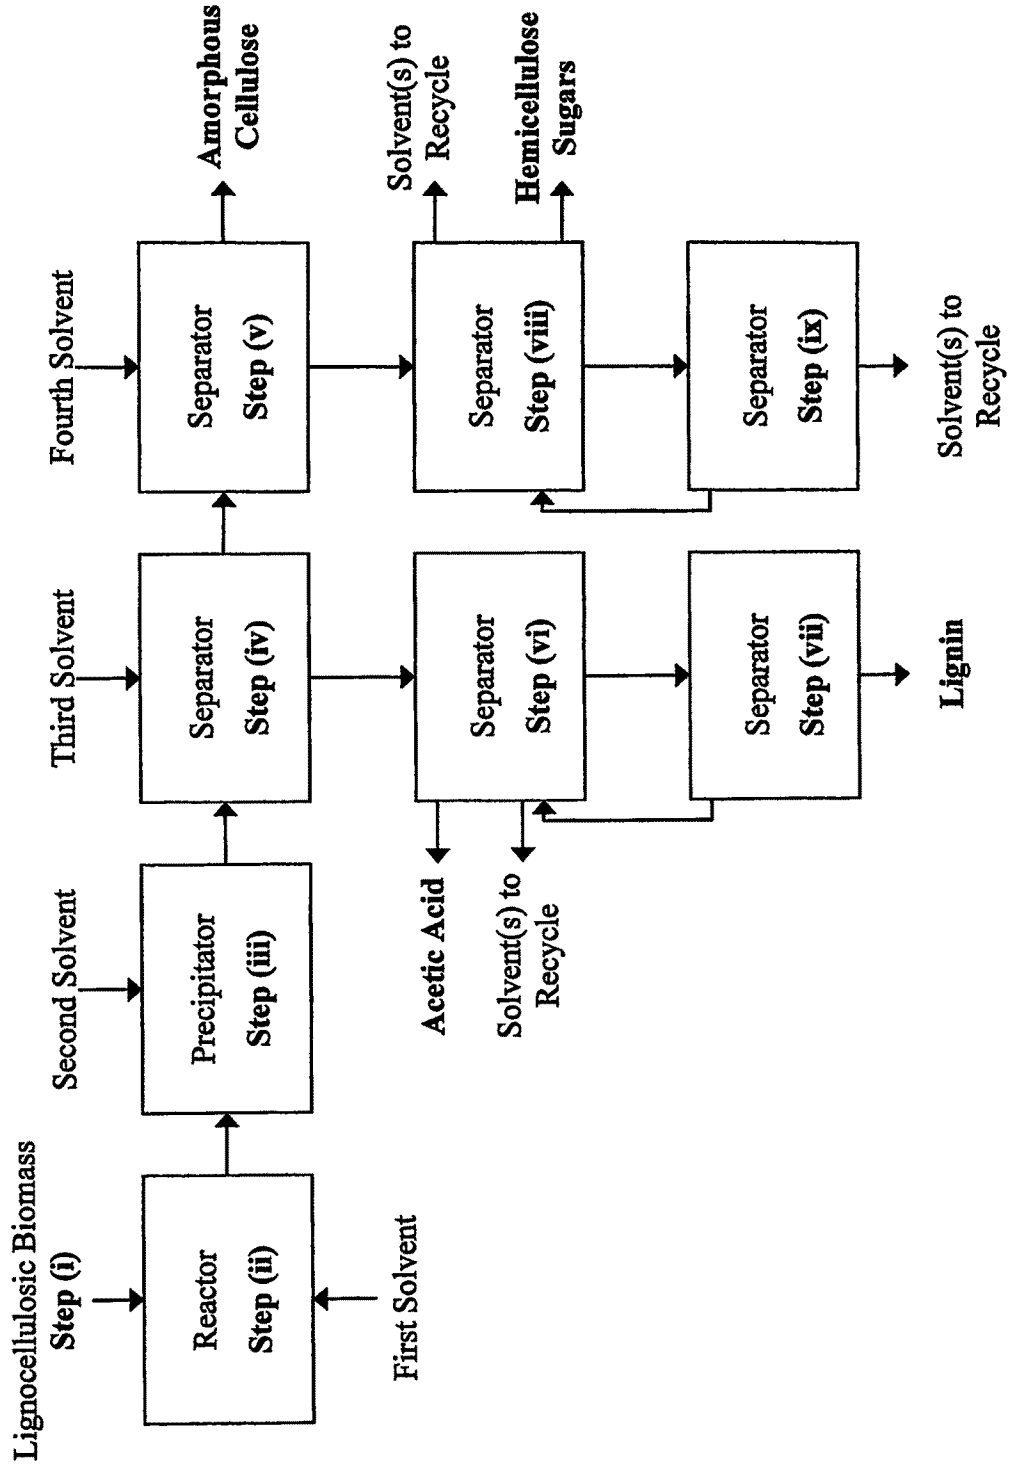 Lignocellulosic Biomass
Step (i)
Reactor
Step (ii)
First Solvent
Second Solvent
Precipitator
Step (iii)
Third Solvent
Separator
Step (iv)
Fourth Solvent
Separator
Step (v)
Amorphous
Cellulose
Acetic Acid
Solvent(s) to
Recycle
Separator
Step (vi)
Separator
Step (viii)
Solvent(s) to
Recycle
Hemicellulose
Sugars
Separator
Step (vii)
Lignin
Separator
Step (ix)
Solvent(s) to
Recycle